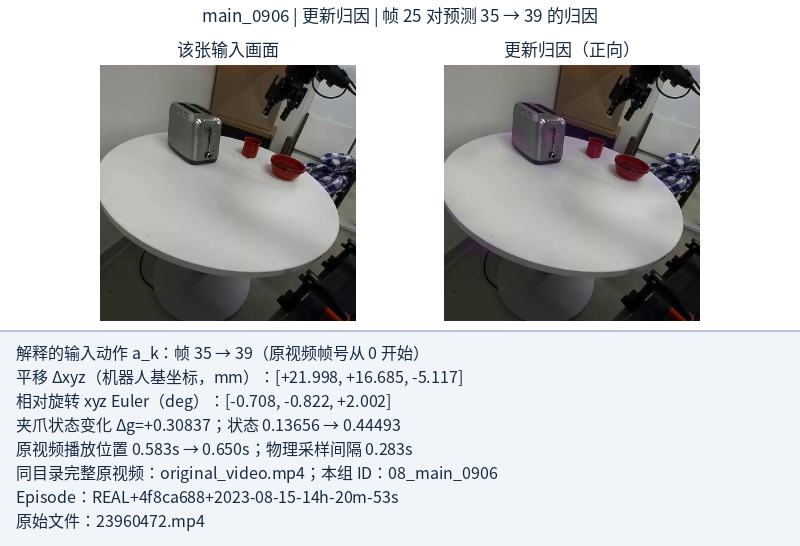 main_0906 | 更新归因 | 帧 25 对预测 35 → 39 的归因
该张输入画面
更新归因（正向）
解释的输入动作 a_k：帧 35 → 39（原视频帧号从 0 开始）
平移 Δxyz（机器人基坐标，mm）：[+21.998, +16.685, -5.117]
相对旋转 xyz Euler（deg）：[-0.708, -0.822, +2.002]
夹爪状态变化 Δg=+0.30837；状态 0.13656 → 0.44493
原视频播放位置 0.583s → 0.650s；物理采样间隔 0.283s
同目录完整原视频：original_video.mp4；本组 ID：08_main_0906
Episode：REAL+4f8ca688+2023-08-15-14h-20m-53s
原始文件：23960472.mp4